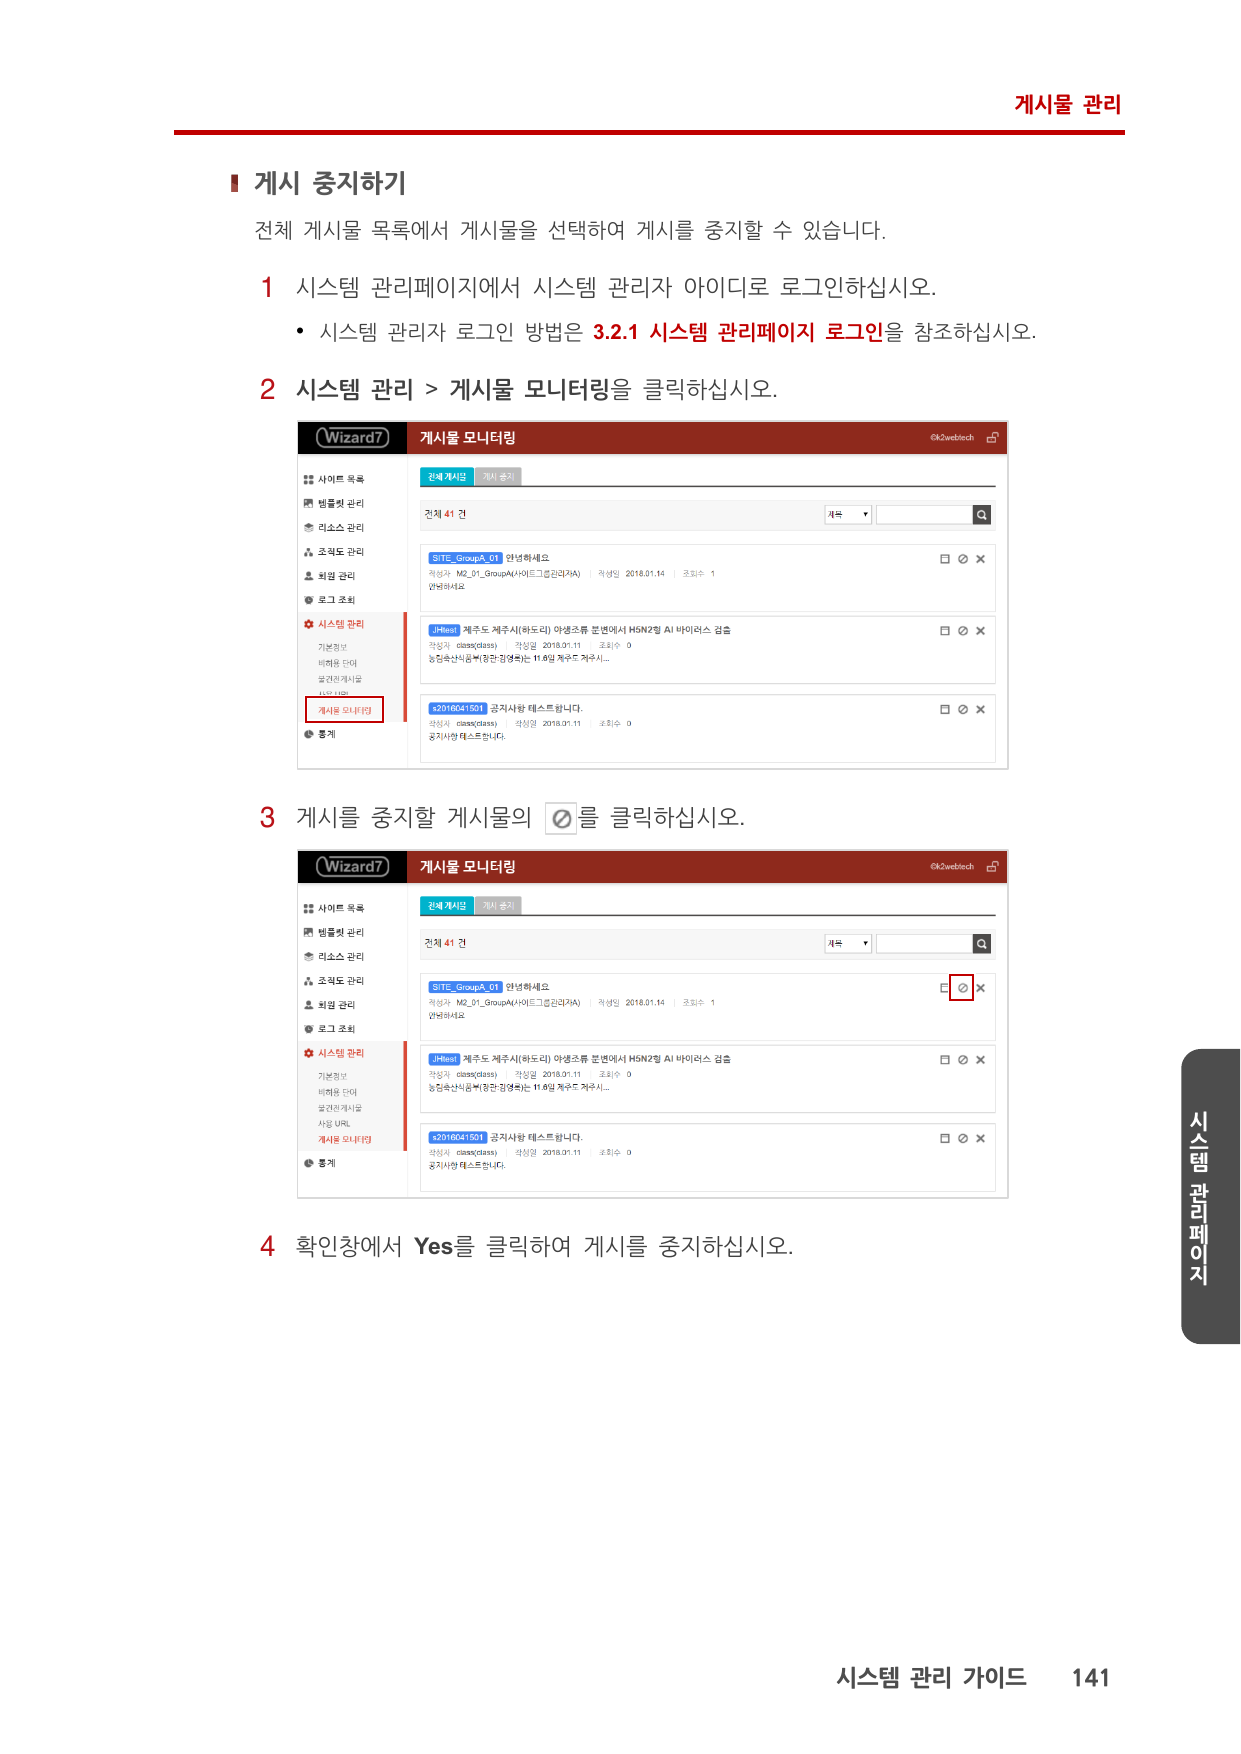 게시물 관리
게시 중지하기
전체 게시물 목록에서 게시물을 선택하여 게시를 중지할 수 있습니다.
1 시스템 관리페이지에서 시스템 관리자 아이디로 로그인하십시오.
• 시스템 관리자 로그인 방법은 3.2.1 시스템 관리페이지 로그인을 참조하십시오.
2 시스템 관리 > 게시물 모니터링을 클릭하십시오.
Wizard7 게시물 모니터링 ©k2webtech
전체 게시물 게시 중지
사이트 목록
템플릿 관리
리소스 관리
조직도 관리
회원 관리
로그 조회
시스템 관리
기본정보
비허용 단어
물건전게시물
사용 URL
게시물 모니터링
통계
전체 41 건 제목
SITE_GroupA_01 안녕하세요
작성자 M2_01_GroupA(사이트그룹관리자A) 작성일 2018.01.14 조회수 1
안녕하세요
JHtest 제주도 제주시(하도리) 야생조류 분변에서 H5N2형 AI 바이러스 검출
작성자 class(class) 작성일 2018.01.11 조회수 0
농림축산식품부(장관:김영록)는 11.6일 제주도 제주시...
s2016041501 공지사항 테스트합니다.
작성자 class(class) 작성일 2018.01.11 조회수 0
공지사항 테스트합니다.
3 게시를 중지할 게시물의 를 클릭하십시오.
Wizard7 게시물 모니터링 ©k2webtech
전체 게시물 게시 중지
사이트 목록
템플릿 관리
리소스 관리
조직도 관리
회원 관리
로그 조회
시스템 관리
기본정보
비허용 단어
물건전게시물
사용 URL
게시물 모니터링
통계
전체 41 건 제목
SITE_GroupA_01 안녕하세요
작성자 M2_01_GroupA(사이트그룹관리자A) 작성일 2018.01.14 조회수 1
안녕하세요
JHtest 제주도 제주시(하도리) 야생조류 분변에서 H5N2형 AI 바이러스 검출
작성자 class(class) 작성일 2018.01.11 조회수 0
농림축산식품부(장관:김영록)는 11.6일 제주도 제주시...
s2016041501 공지사항 테스트합니다.
작성자 class(class) 작성일 2018.01.11 조회수 0
공지사항 테스트합니다.
4 확인창에서 Yes를 클릭하여 게시를 중지하십시오.
시스템 관리페이지
시스템 관리 가이드 141